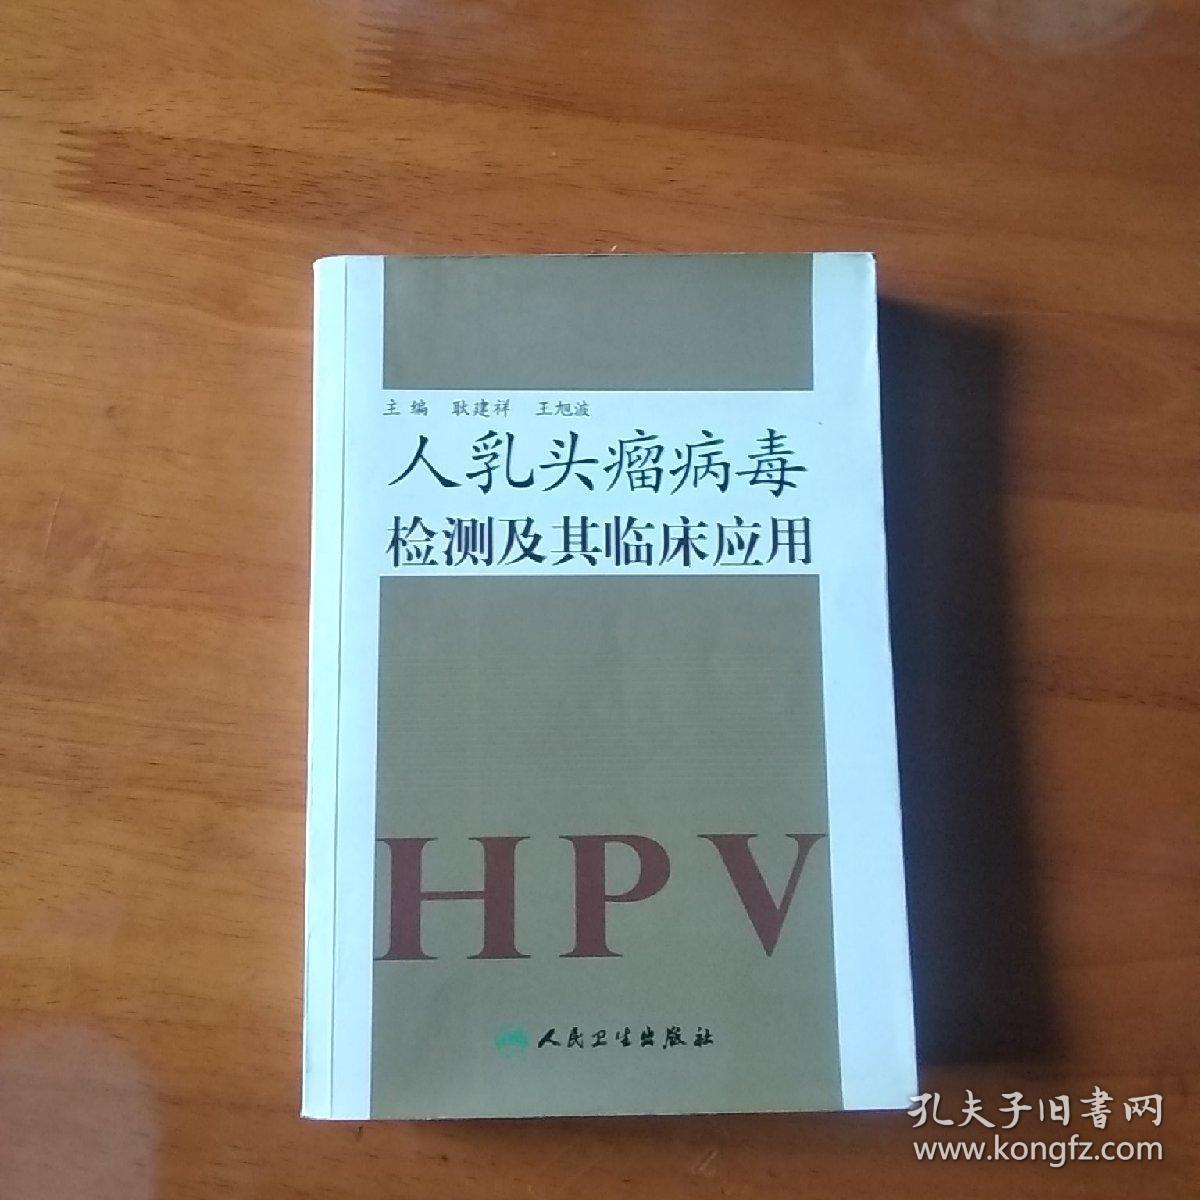 主编 耿建祥 王旭波
人乳头瘤病毒
检测及其临床应用
HPV
人民卫生出版社
孔夫子旧書网
www.kongfz.com